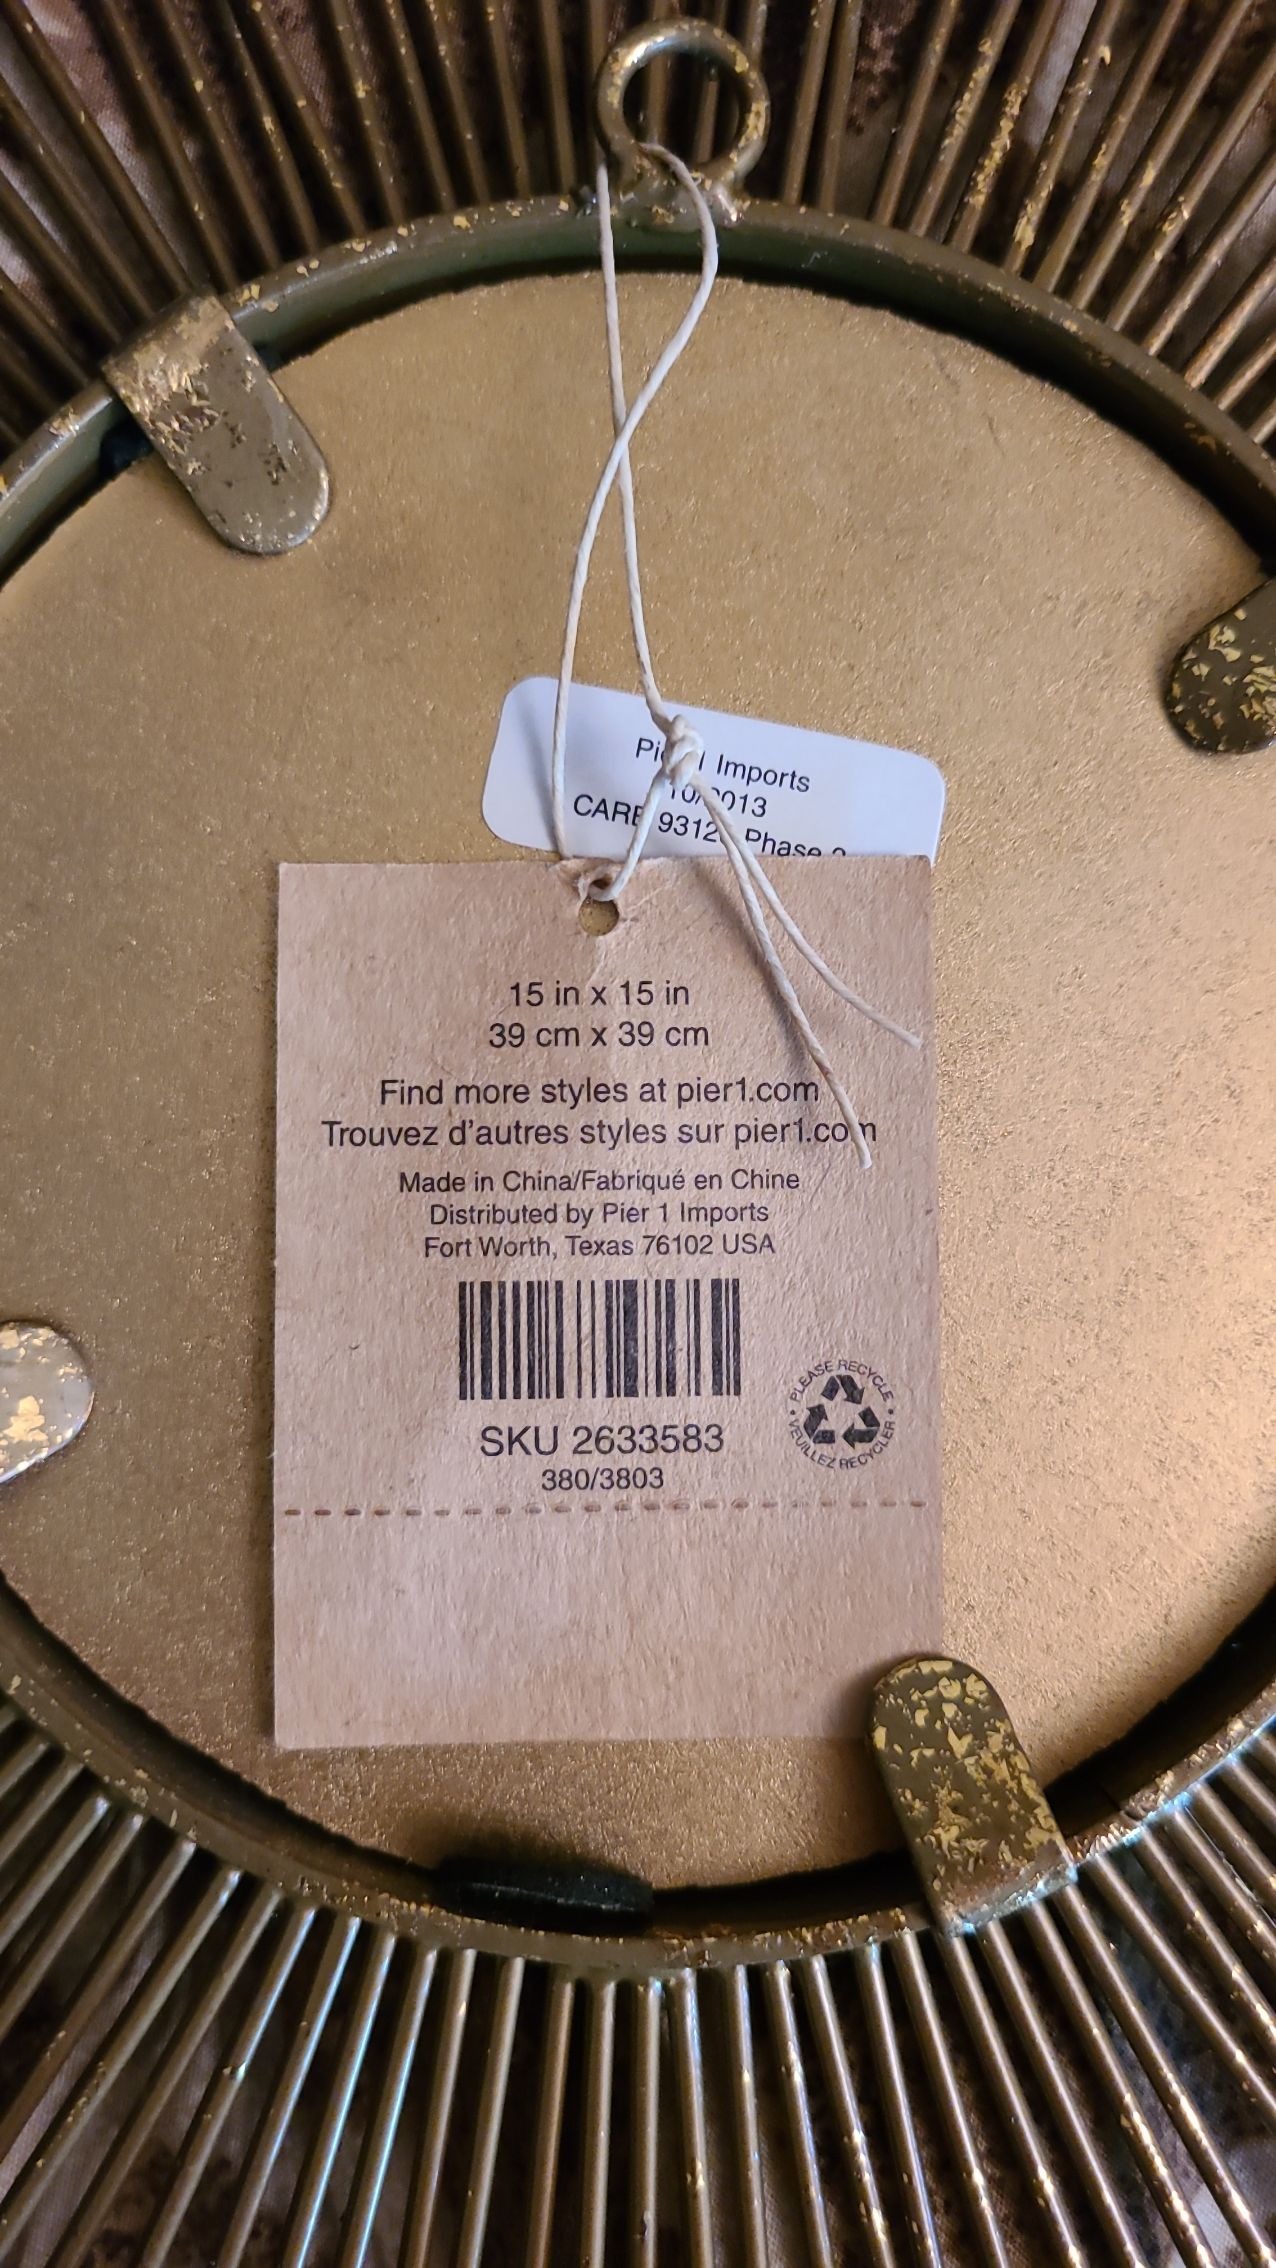 Imports
CARB Phase
15 in x 15 in
39 cm x 39 cm
Find more styles at pier1.com
Trouvez d'autres styles sur pier1.com
Made in China/Fabriqué en Chine
Distributed by Pier 1 Imports
Fort Worth, Texas 76102 USA
SKU 2633583
380/3803
PLEASE RECYCLE
VEUILLEZ RECYCLER